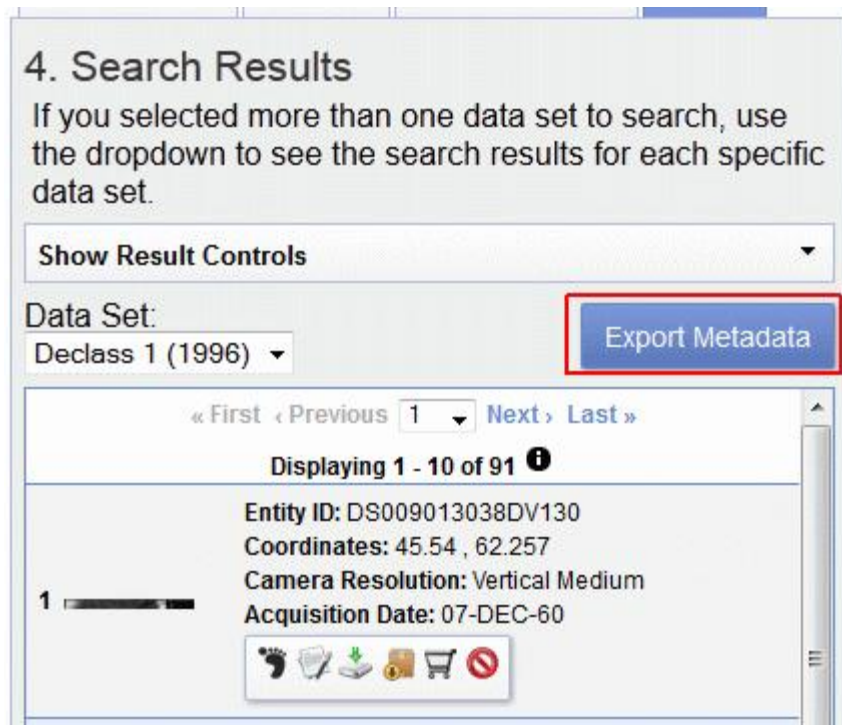 4. Search Results
If you selected more than one data set to search, use
the dropdown to see the search results for each specific
data set.
Show Result Controls
Data Set:
Declass 1 (1996)
Export Metadata
« First ‹ Previous 1 Next › Last »
Displaying 1 - 10 of 91
Entity ID: DS009013038DV130
Coordinates: 45.54 , 62.257
Camera Resolution: Vertical Medium
1
Acquisition Date: 07-DEC-60